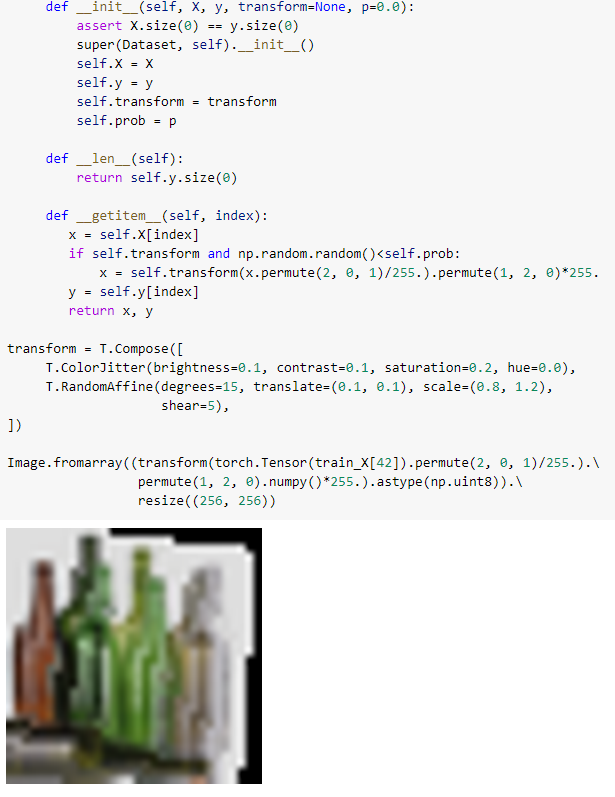 def __init__(self, X, y, transform=None, p=0.0):
assert X.size(0) == y.size(0)
super(Dataset, self).__init__()
self.X = X
self.y = y
self.transform = transform
self.prob = p
def __len__(self):
return self.y.size(0)
def __getitem__(self, index):
x = self.X[index]
if self.transform and np.random.random()<self.prob:
x = self.transform(x.permute(2, 0, 1)/255.).permute(1, 2, 0)*255.
y = self.y[index]
return x, y
transform = T.Compose([
T.ColorJitter(brightness=0.1, contrast=0.1, saturation=0.2, hue=0.0),
T.RandomAffine(degrees=15, translate=(0.1, 0.1), scale=(0.8, 1.2),
shear=5),
])
Image.fromarray((transform(torch.Tensor(train_X[42]).permute(2, 0, 1)/255.).\
permute(1, 2, 0).numpy()*255.).astype(np.uint8)).\
resize((256, 256))